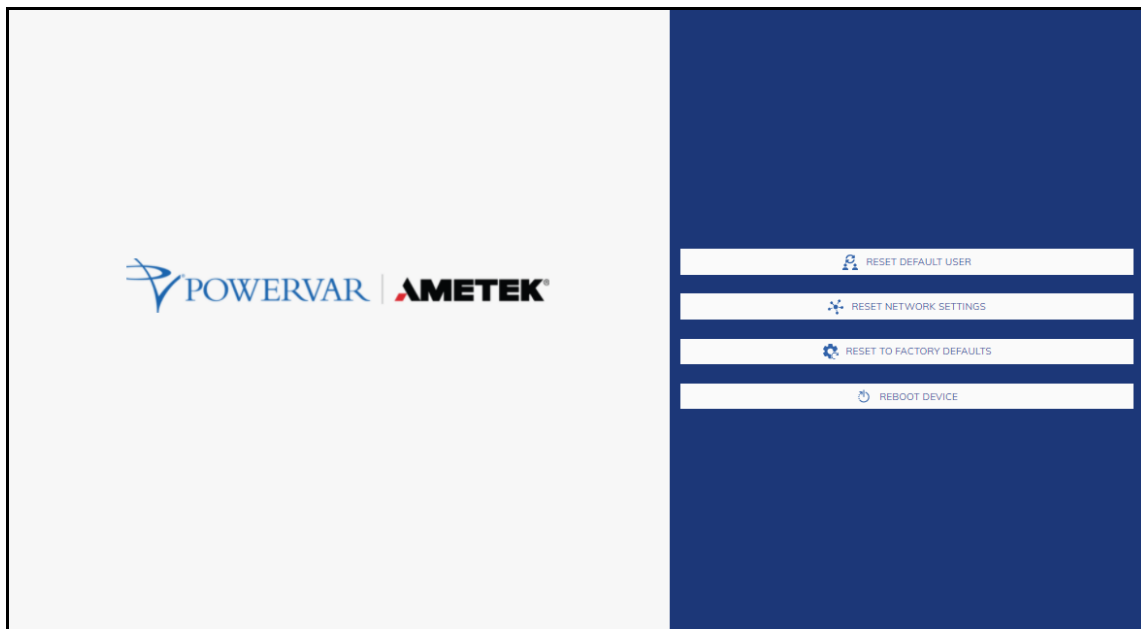 POWERVAR | AMETEK®
RESET DEFAULT USER
RESET NETWORK SETTINGS
RESET TO FACTORY DEFAULTS
REBOOT DEVICE